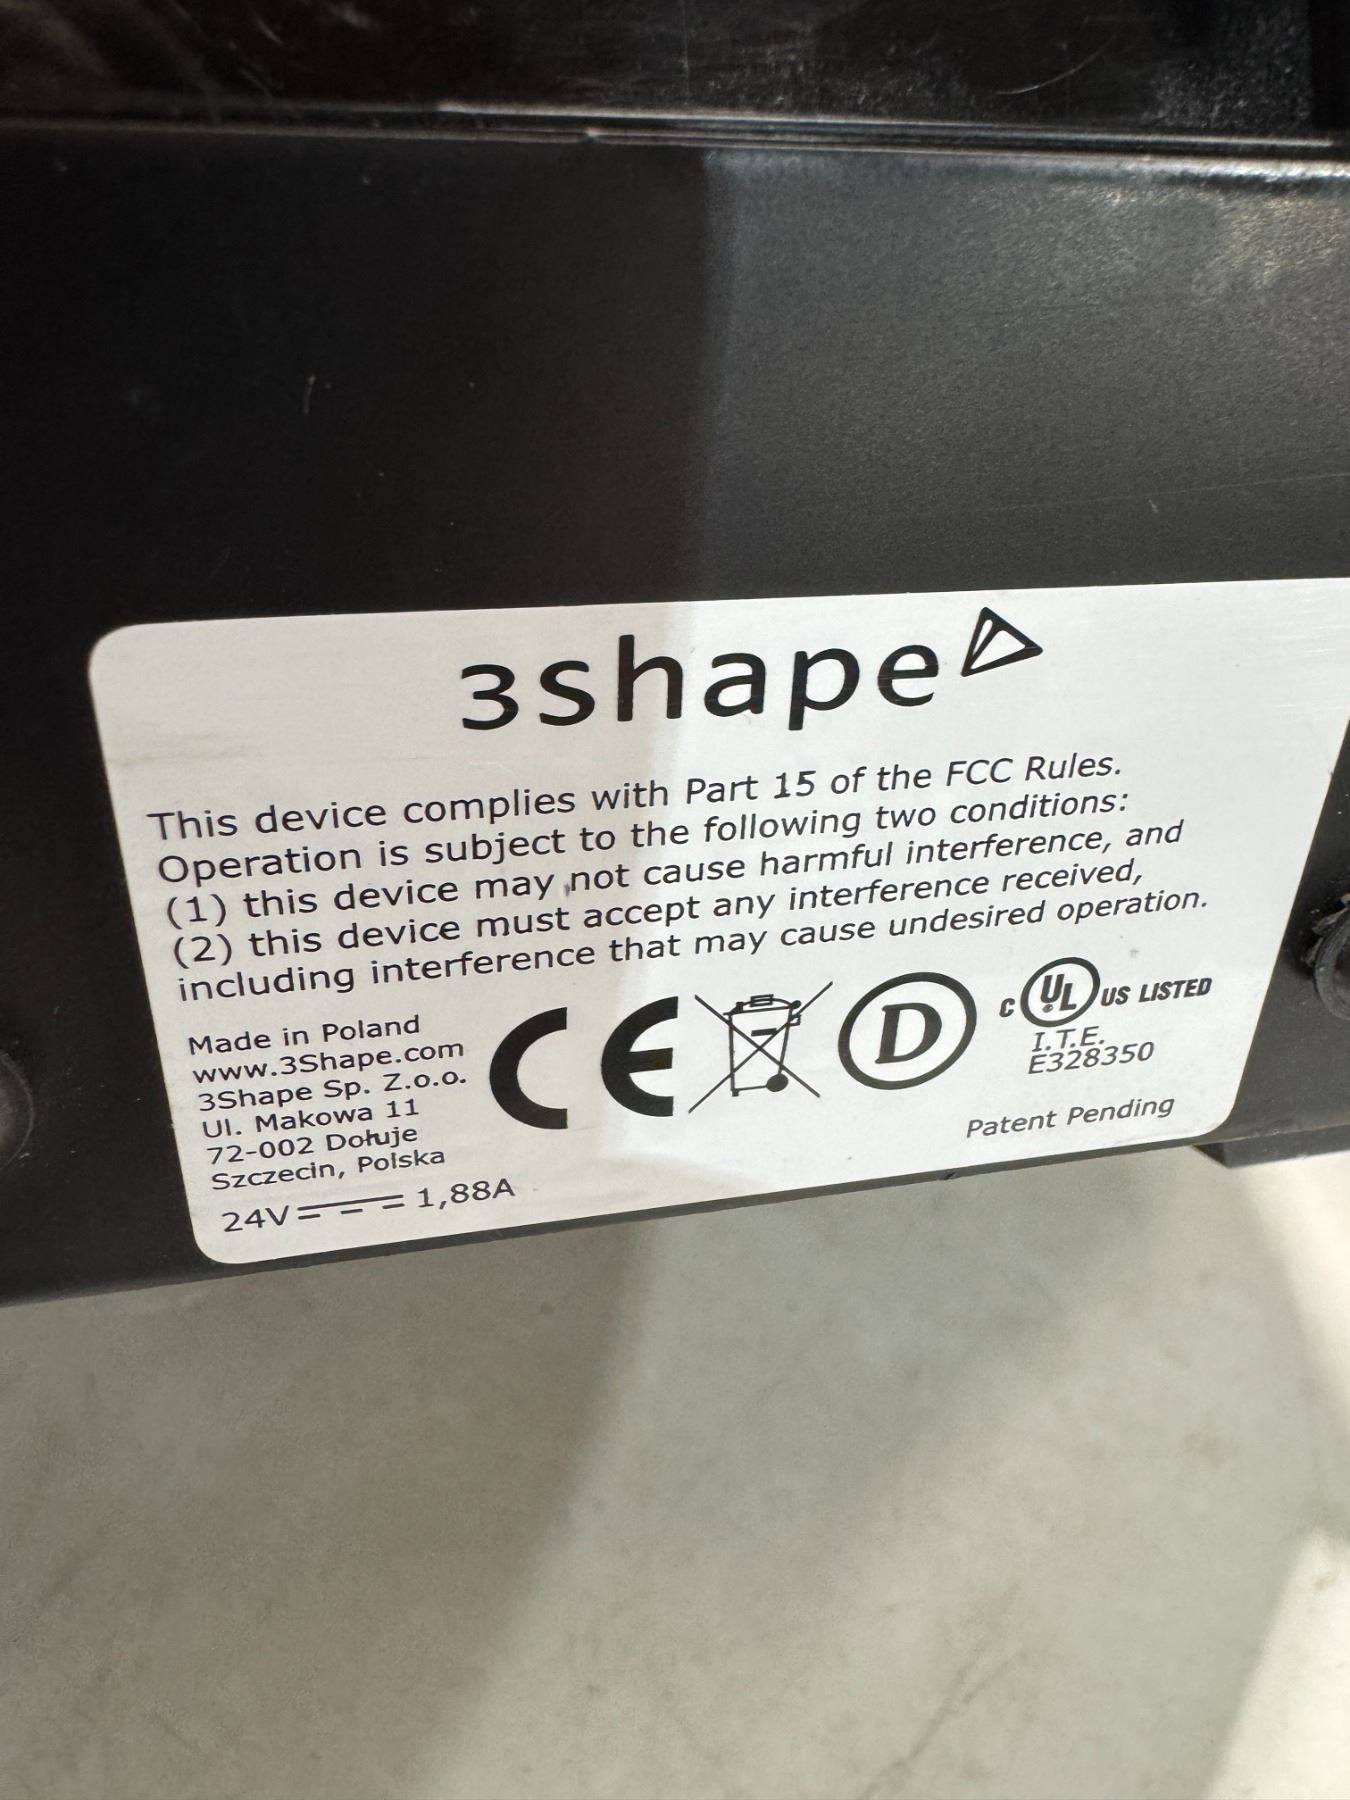 3shape
This device complies with Part 15 of the FCC Rules.
Operation is subject to the following two conditions:
(1) this device may not cause harmful interference, and
(2) this device must accept any interference received,
including interference that may cause undesired operation.
Made in Poland
www.3Shape.com
3Shape Sp. Z.o.o.
Ul. Makowa 11
72-002 Dołuje
Szczecin, Polska
24V 1,88A
CE
D
c UL US LISTED
I.T.E.
E328350
Patent Pending